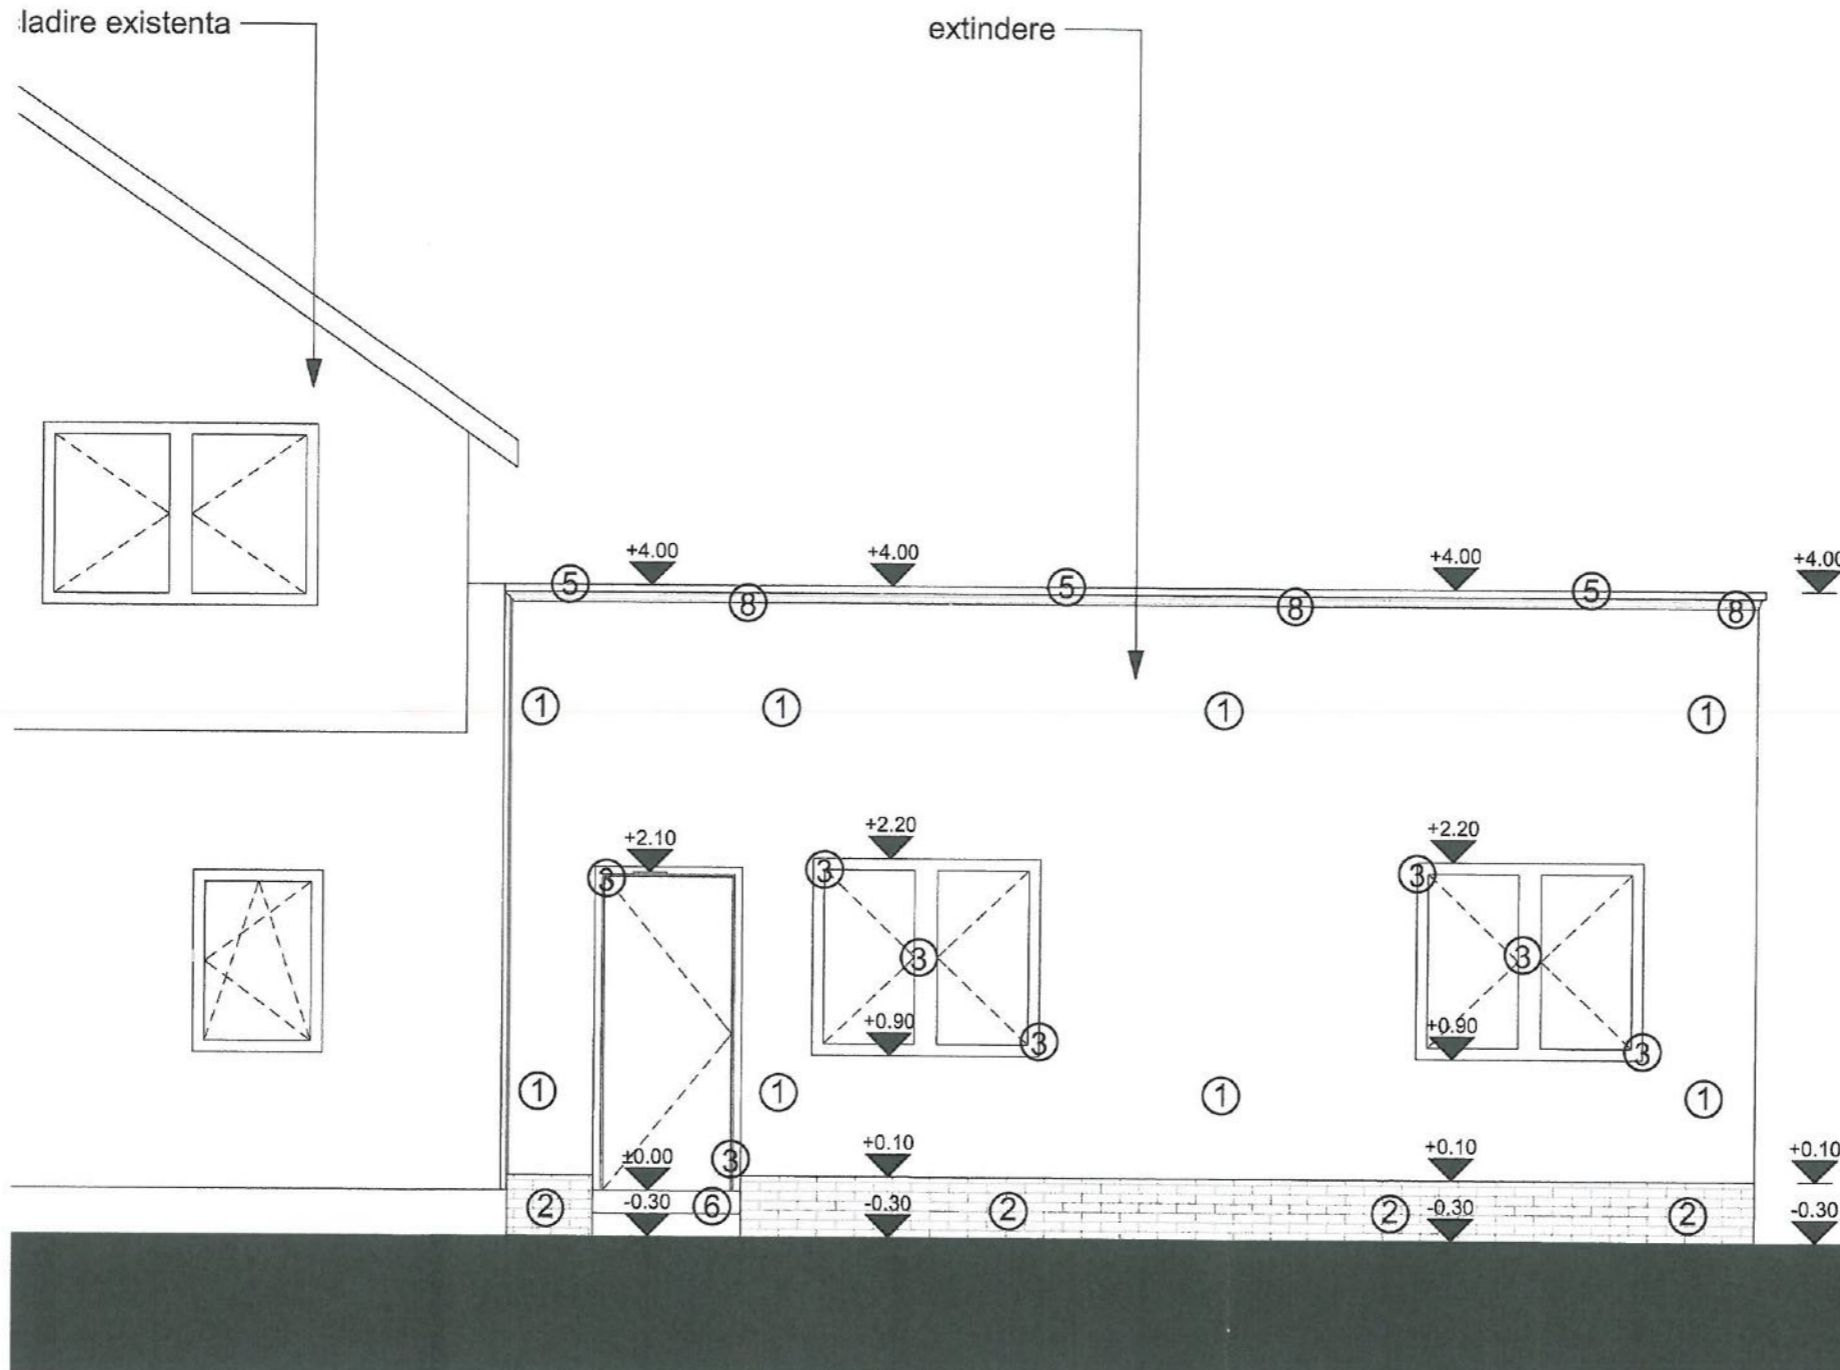 ladire existenta
extindere
+4.00 +4.00 +4.00 +4.00
5 5 5
8 8 8
1 1 1 1
+2.10 +2.20 +2.20
3 3 3
3 3
+0.90 +0.90
3 3
1 1 1 1
±0.00 3 +0.10 +0.10 +0.10
2 -0.30 6 -0.30 2 2 -0.30 2 -0.30